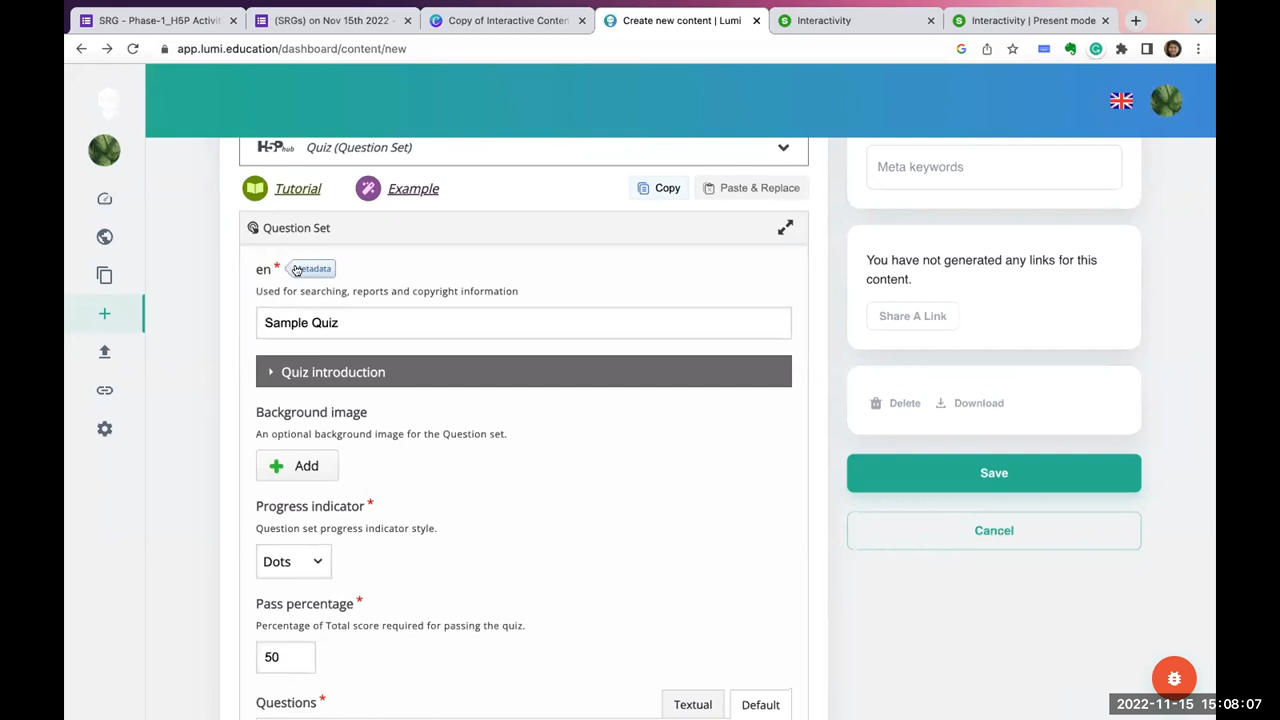 SRG - Phase-1_H5P Activi
(SRGs) on Nov 15th 2022 -
Copy of Interactive Conten
Create new content | Lumi
Interactivity
Interactivity | Present mode
app.lumi.education/dashboard/content/new
H5P hub Quiz (Question Set)
Tutorial
Example
Copy
Paste & Replace
Question Set
en *
Used for searching, reports and copyright information
Sample Quiz
Quiz introduction
Background image
An optional background image for the Question set.
Add
Progress indicator *
Question set progress indicator style.
Dots
Pass percentage *
Percentage of Total score required for passing the quiz.
50
Questions *
Textual
Default
Meta keywords
You have not generated any links for this
content.
Share A Link
Delete
Download
Save
Cancel
2022-11-15 15:08:07